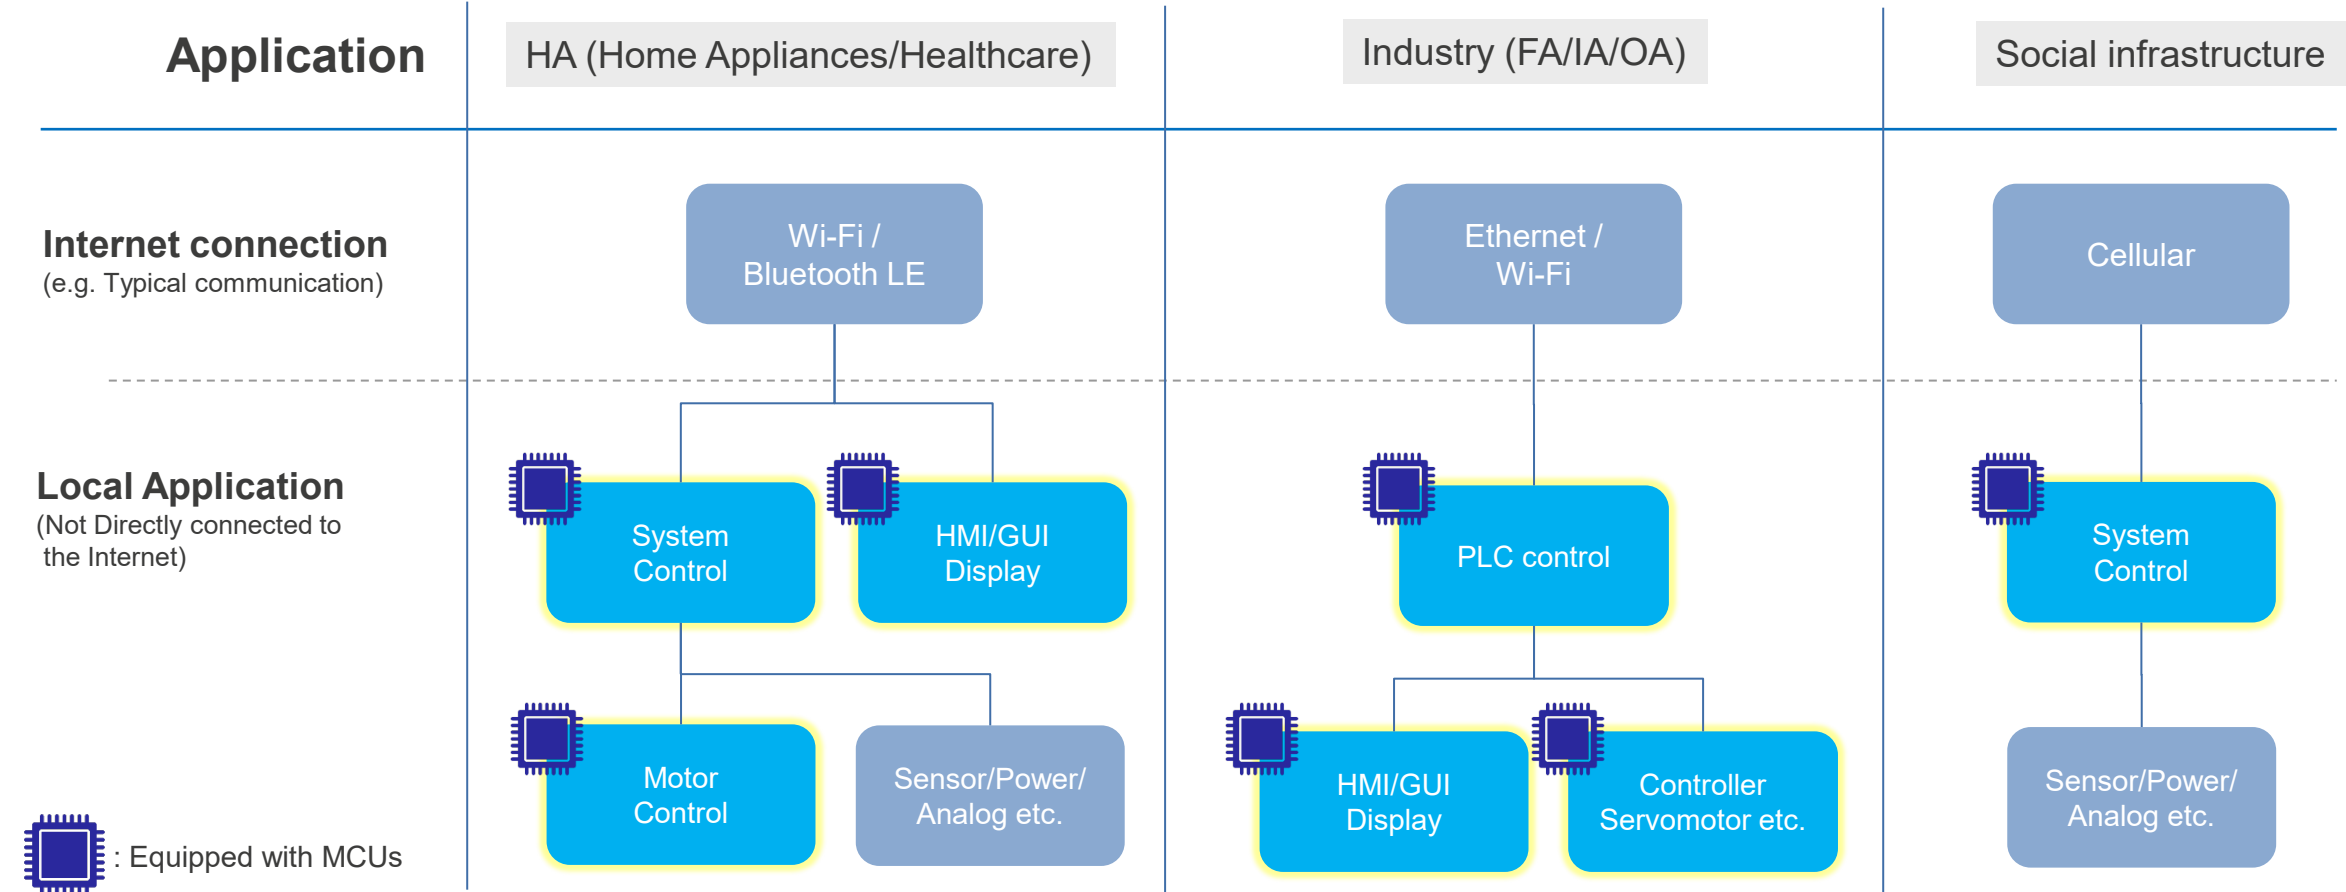 Application
HA (Home Appliances/Healthcare)
Industry (FA/IA/OA)
Social infrastructure
Internet connection
(e.g. Typical communication)
Wi-Fi /
Bluetooth LE
Ethernet /
Wi-Fi
Cellular
Local Application
(Not Directly connected to
the Internet)
System
Control
HMI/GUI
Display
PLC control
System
Control
Motor
Control
Sensor/Power/
Analog etc.
HMI/GUI
Display
Controller
Servomotor etc.
Sensor/Power/
Analog etc.
: Equipped with MCUs